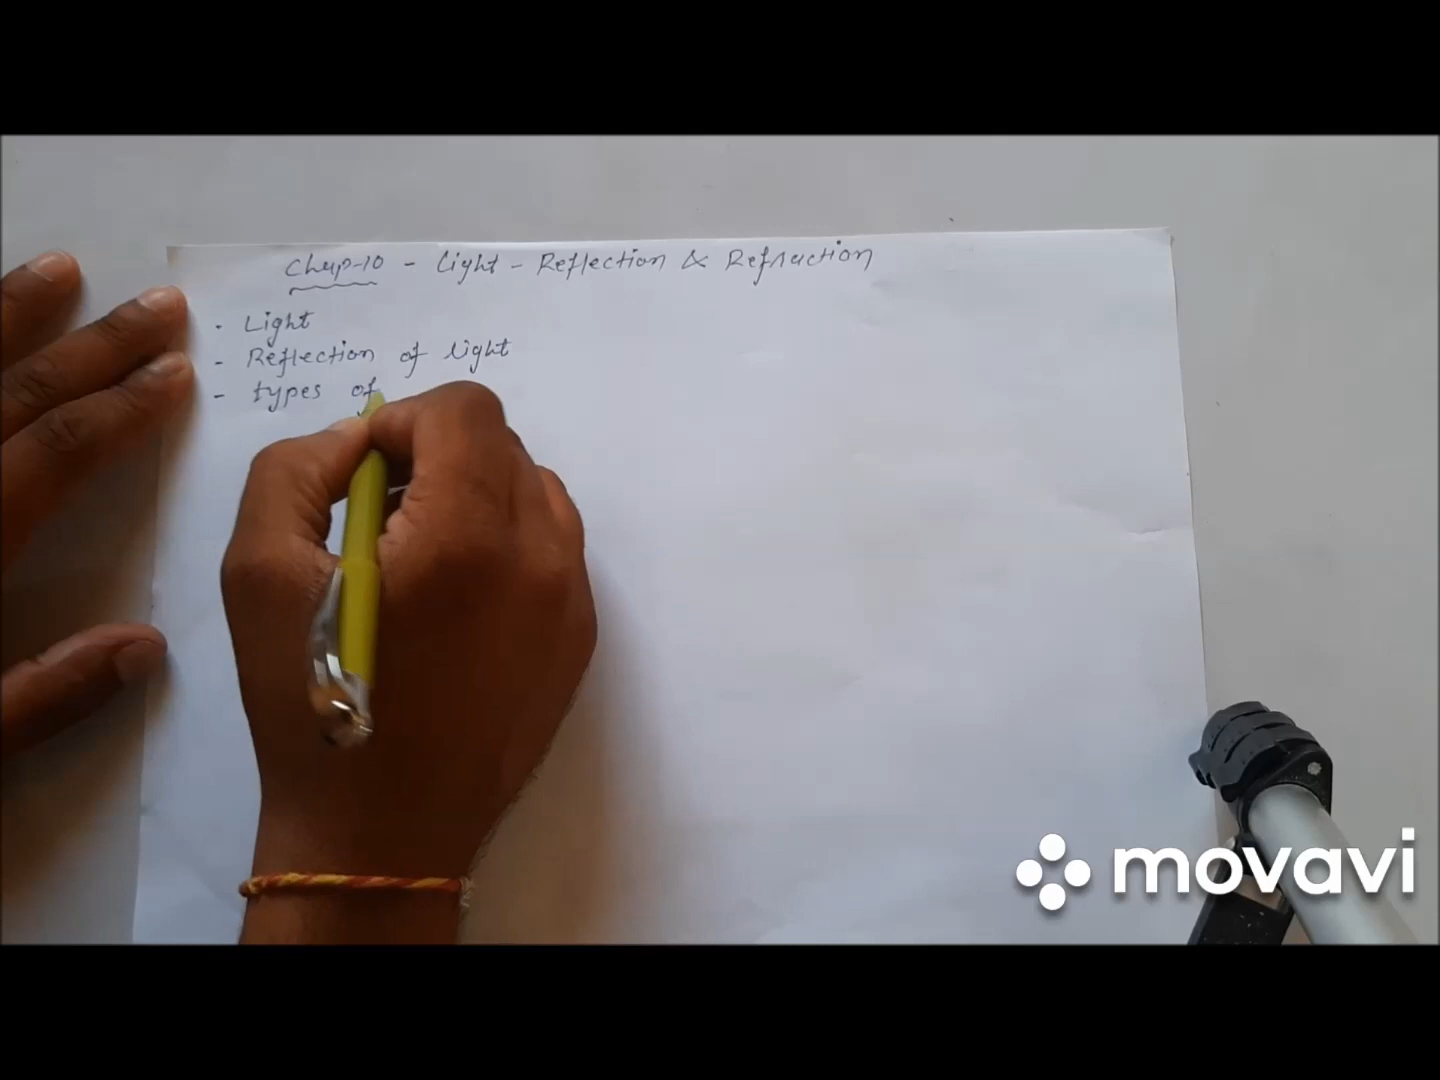 Chap-10 - Light - Reflection & Refraction
- Light
- Reflection of light
- types of
movavi